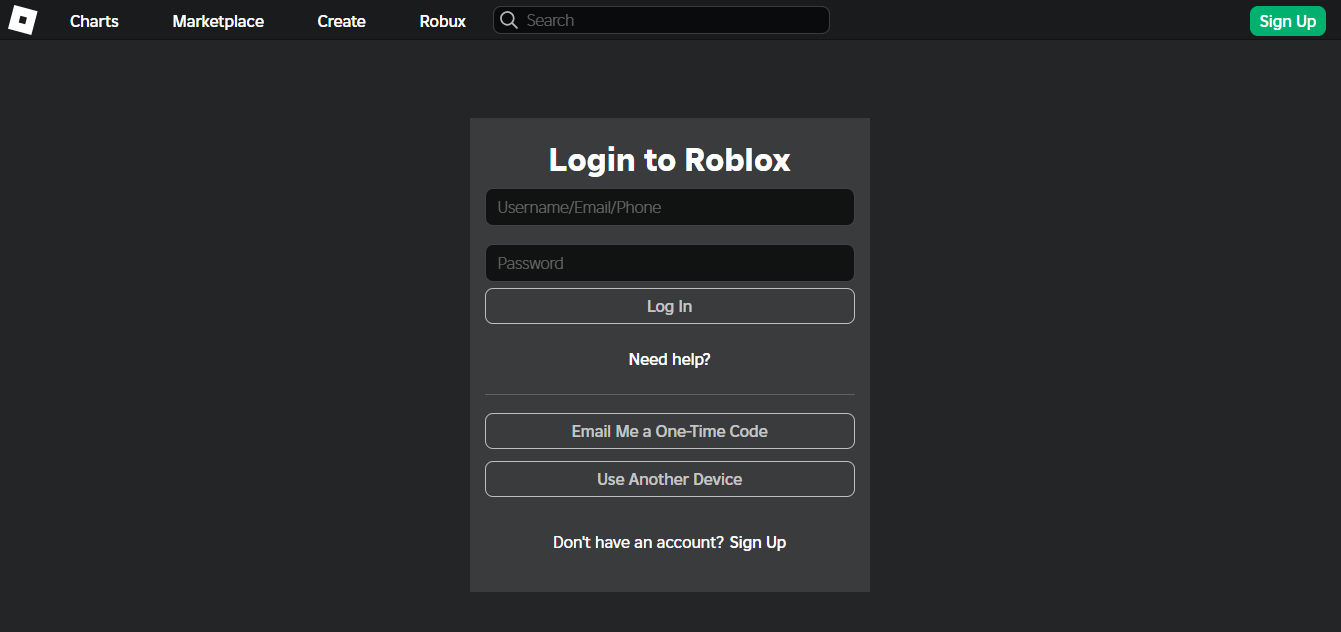 Charts Marketplace Create Robux Search Sign Up
Login to Roblox
Username/Email/Phone
Password
Log In
Need help?
Email Me a One-Time Code
Use Another Device
Don't have an account? Sign Up